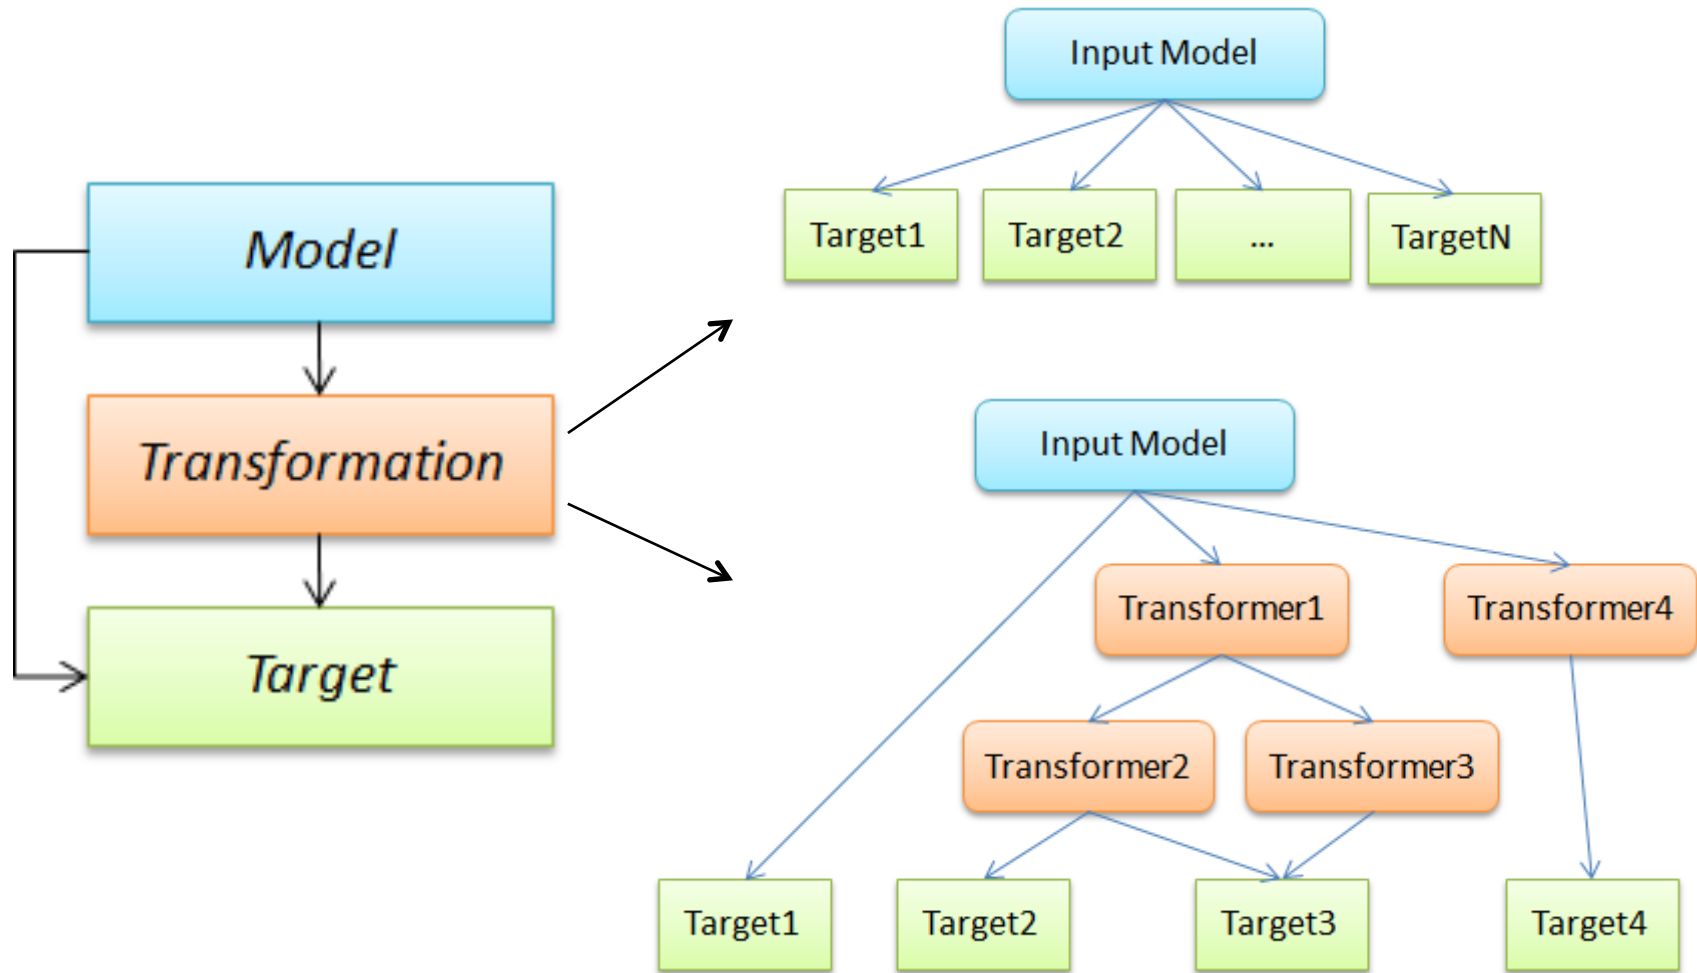 Model
Transformation
Target
Input Model
Target1
Target2
...
TargetN
Input Model
Transformer1
Transformer4
Transformer2
Transformer3
Target1
Target2
Target3
Target4